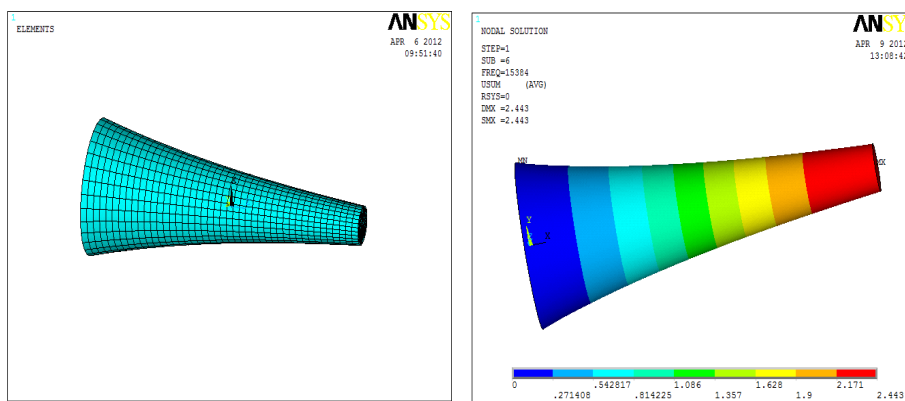 1
ELEMENTS
ANSYS
APR 6 2012
09:51:40
1
NODAL SOLUTION
STEP=1
SUB =6
FREQ=15384
USUM (AVG)
RSYS=0
DMX =2.443
SMX =2.443
ANSYS
APR 9 2012
13:08:42
MN
MX
Y
X
0 .542817 1.086 1.628 2.171
.271408 .814225 1.357 1.9 2.443